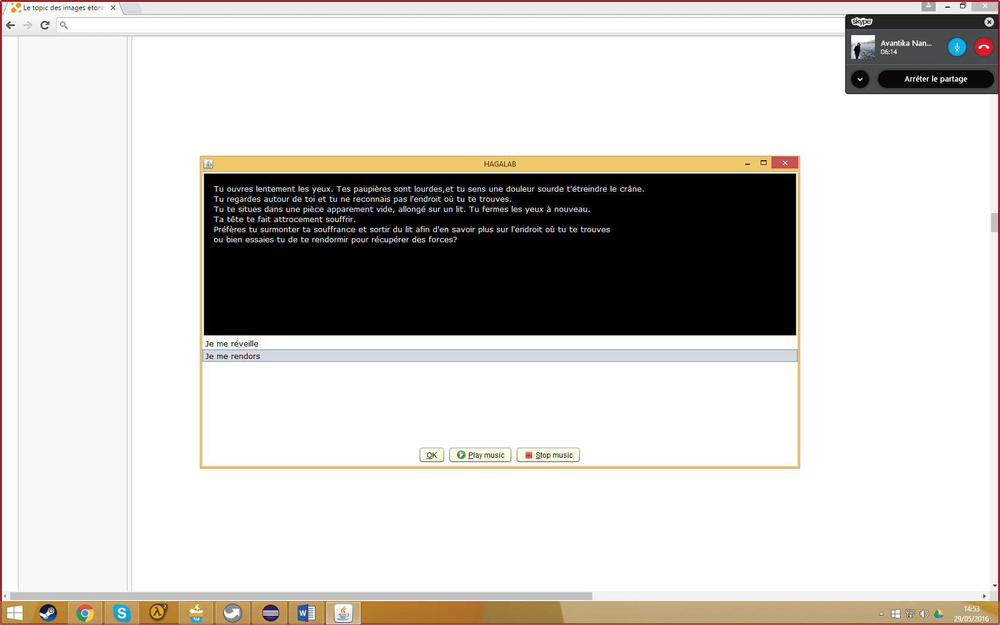 Le topic des images éton
skype
Avantika Nan...
06:14
Arrêter le partage
HAGALAB
Tu ouvres lentement les yeux. Tes paupières sont lourdes,et tu sens une douleur sourde t'étreindre le crâne.
Tu regardes autour de toi et tu ne reconnais pas l'endroit où tu te trouves.
Tu te situes dans une pièce apparement vide, allongé sur un lit. Tu fermes les yeux à nouveau.
Ta tête te fait attrocement souffrir.
Préfères tu surmonter ta souffrance et sortir du lit afin d'en savoir plus sur l'endroit où tu te trouves
ou bien essaies tu de te rendormir pour récupérer des forces?
Je me réveille
Je me rendors
OK
Play music
Stop music
14:53
29/05/2016